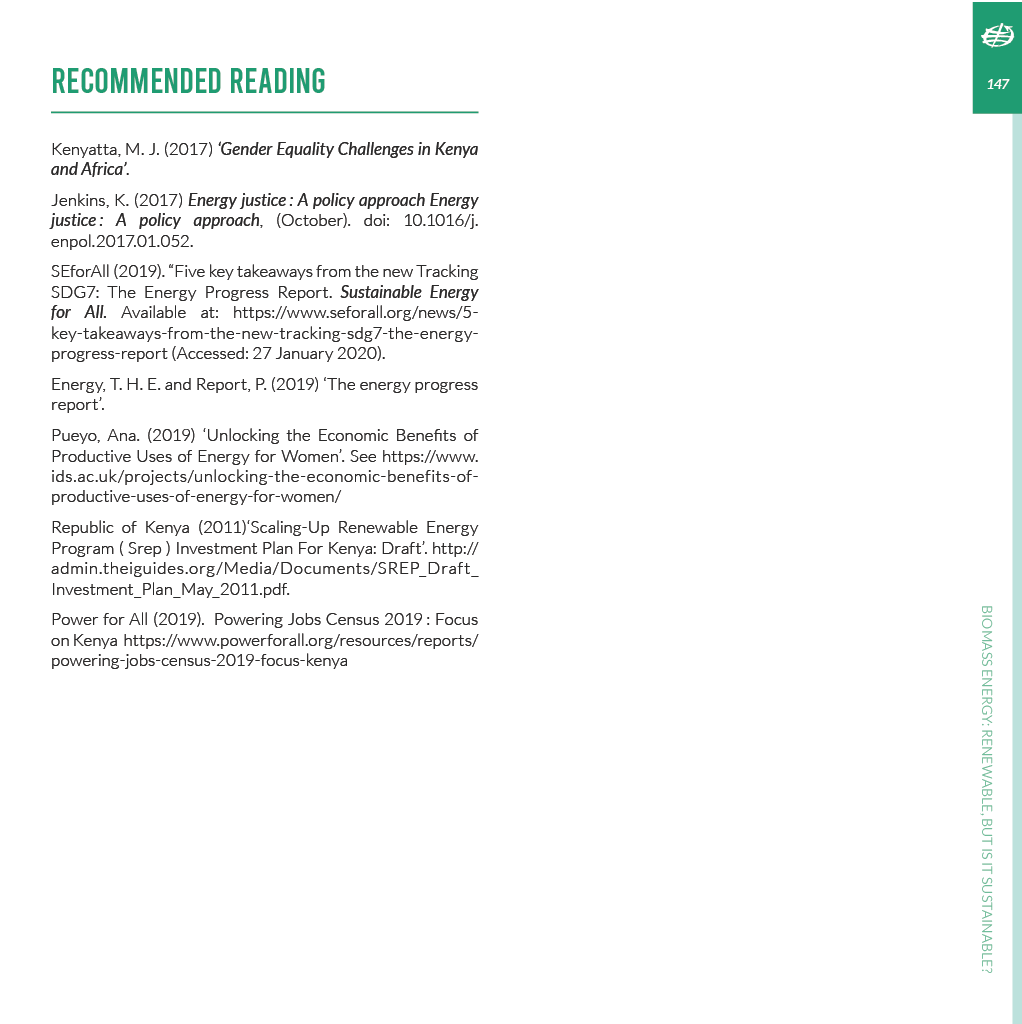 147
RECOMMENDED READING
Kenyatta, M. J. (2017) ‘Gender Equality Challenges in Kenya
and Africa’.
Jenkins, K. (2017) Energy justice : A policy approach Energy
justice : A policy approach, (October). doi: 10.1016/j.
enpol.2017.01.052.
SEforAll (2019). “Five key takeaways from the new Tracking
SDG7: The Energy Progress Report. Sustainable Energy
for All. Available at: https://www.seforall.org/news/5-
key-takeaways-from-the-new-tracking-sdg7-the-energy-
progress-report (Accessed: 27 January 2020).
Energy, T. H. E. and Report, P. (2019) ‘The energy progress
report’.
Pueyo, Ana. (2019) ‘Unlocking the Economic Benefits of
Productive Uses of Energy for Women’. See https://www.
ids.ac.uk/projects/unlocking-the-economic-benefits-of-
productive-uses-of-energy-for-women/
Republic of Kenya (2011)‘Scaling-Up Renewable Energy
Program ( Srep ) Investment Plan For Kenya: Draft’. http://
admin.theiguides.org/Media/Documents/SREP_Draft_
Investment_Plan_May_2011.pdf.
Power for All (2019). Powering Jobs Census 2019 : Focus
on Kenya https://www.powerforall.org/resources/reports/
powering-jobs-census-2019-focus-kenya
BIOMASS ENERGY: RENEWABLE, BUT IS IT SUSTAINABLE?